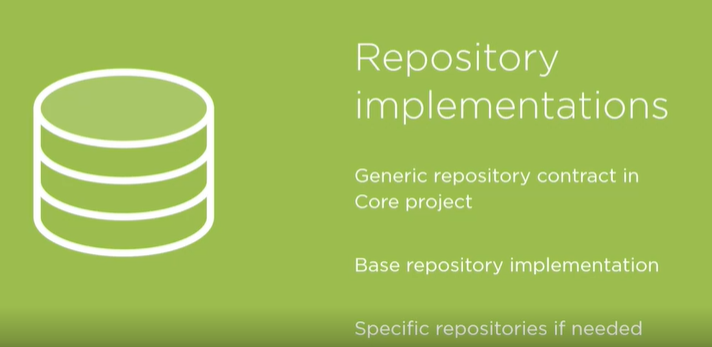 Repository
implementations
Generic repository contract in
Core project
Base repository implementation
Specific repositories if needed